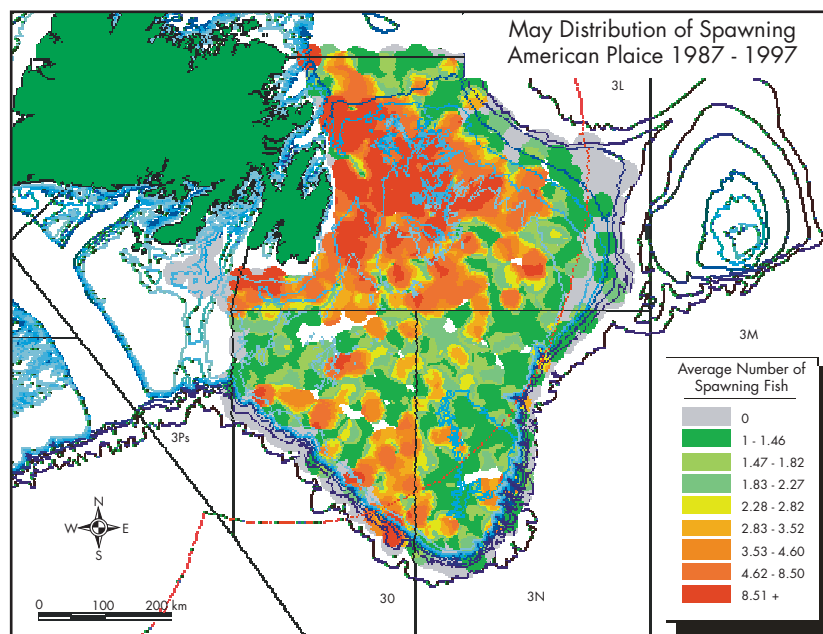 May Distribution of Spawning
American Plaice 1987 - 1997
3L
3M
Average Number of
Spawning Fish
0
1 - 1.46
1.47 - 1.82
1.83 - 2.27
2.28 - 2.82
2.83 - 3.52
3.53 - 4.60
4.62 - 8.50
8.51 +
3Ps
N
W E
S
0 100 200 km
30
3N